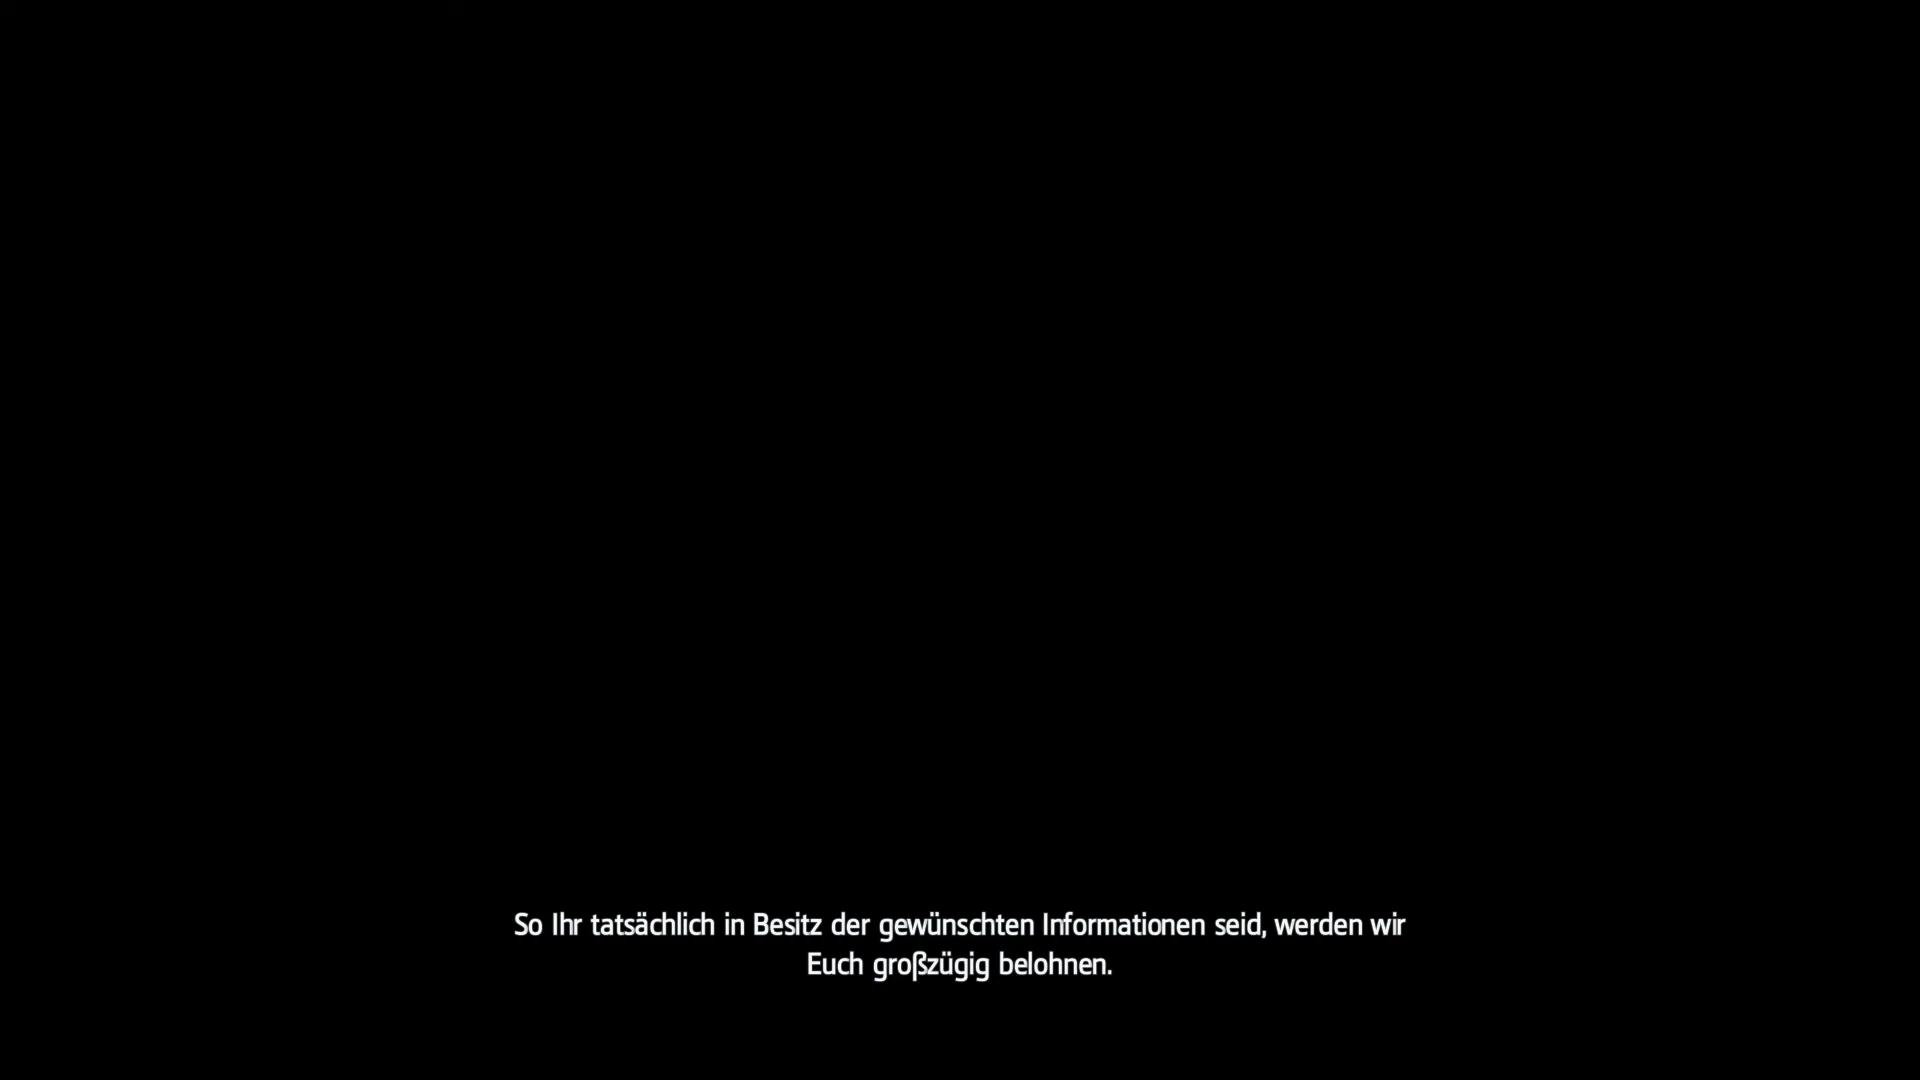 So Ihr tatsächlich in Besitz der gewünschten Informationen seid, werden wir
Euch großzügig belohnen.